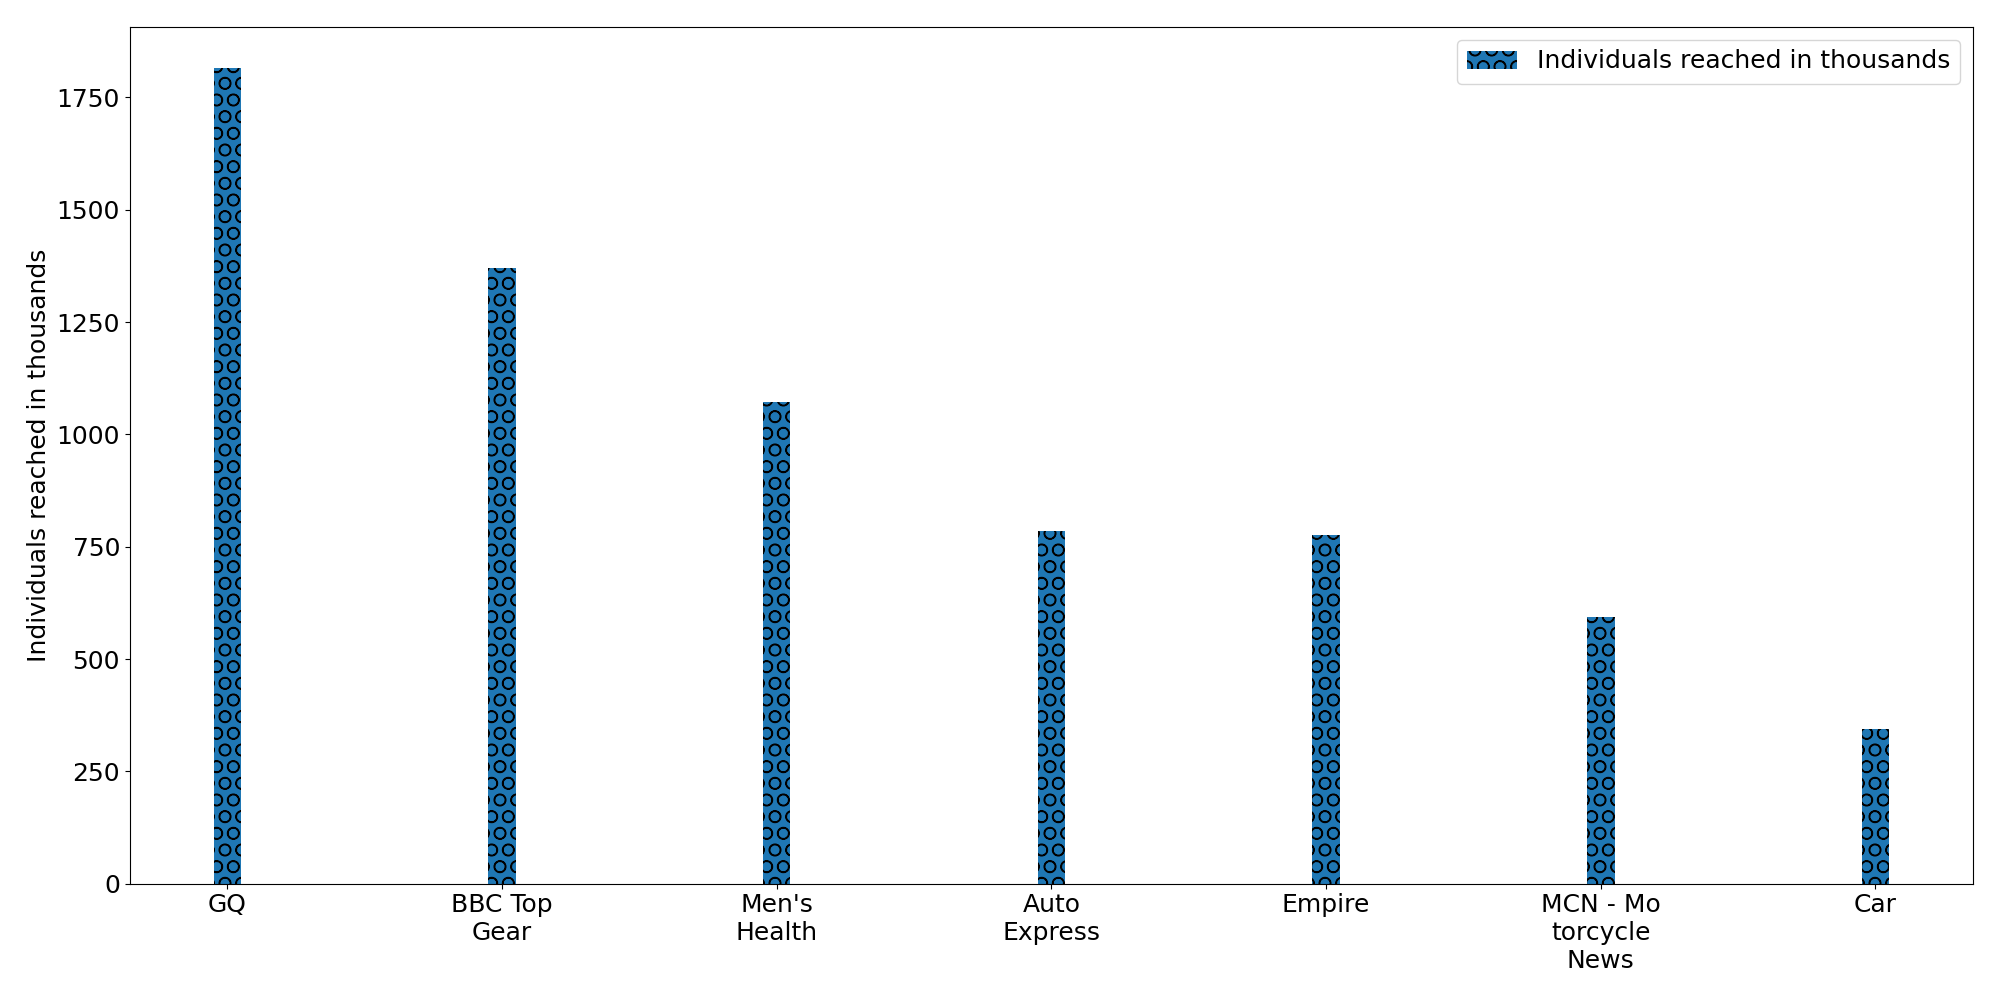 Individuals reached in thousands
1750
1500
1250
1000
750
500
250
0
Individuals reached in thousands
GQ
BBC Top
Gear
Men's
Health
Auto
Express
Empire
MCN - Mo
torcycle
News
Car